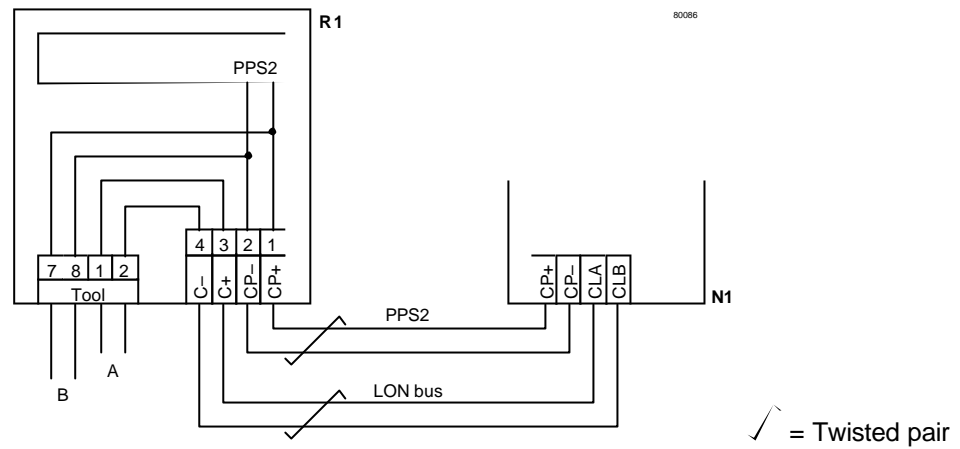 R1
80086
PPS2
4 3 2 1
7 8 1 2
C– C+ CP– CP+
CP+ CP– CLA CLB
Tool
N1
PPS2
A
B
LON bus
= Twisted pair